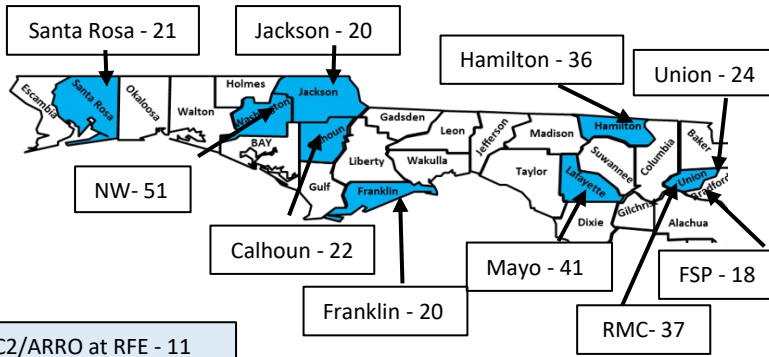 Santa Rosa - 21
Jackson - 20
Hamilton - 36
Union - 24
Escambia
Santa Rosa
Okaloosa
Walton
Holmes
Washington
Jackson
BAY
Calhoun
Gulf
Gadsden
Liberty
Leon
Wakulla
Franklin
Jefferson
Madison
Taylor
Hamilton
Suwannee
Lafayette
Dixie
Columbia
Gilchrist
Baker
Union
Bradford
Alachua
NW- 51
Calhoun - 22
Franklin - 20
Mayo - 41
FSP - 18
RMC- 37
C2/ARRO at RFE - 11